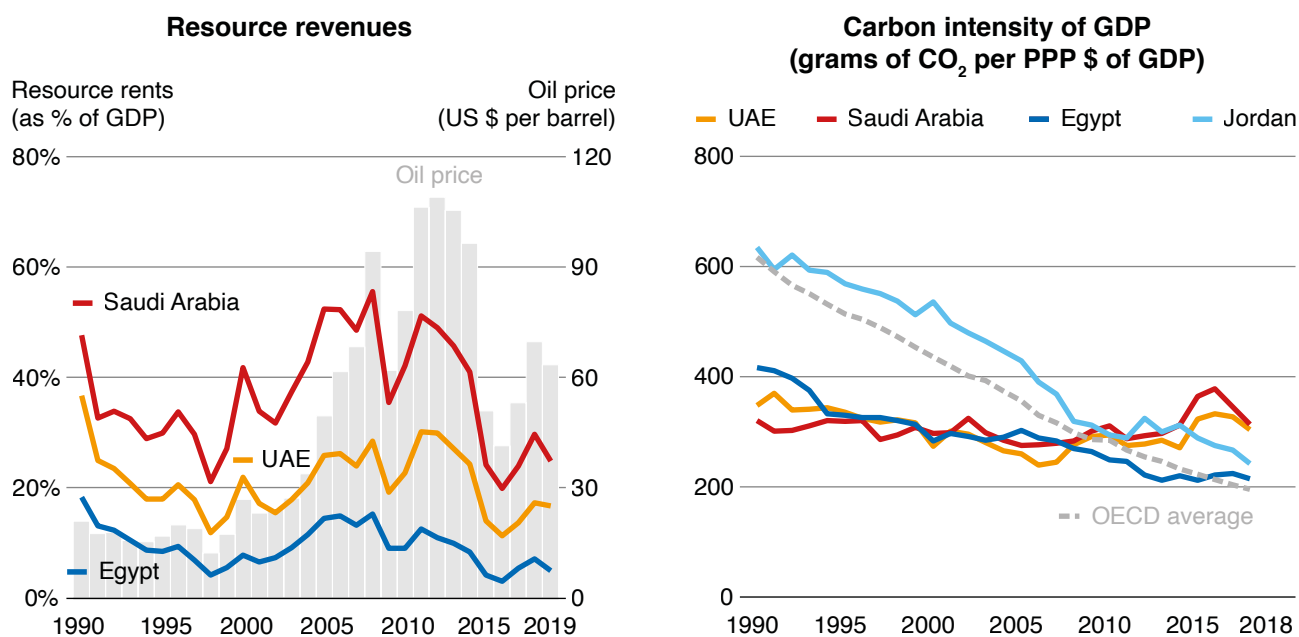 Resource revenues
Resource rents
(as % of GDP)
Oil price
(US $ per barrel)
80%
60%
40%
20%
0%
120
90
60
30
0
Oil price
Saudi Arabia
UAE
Egypt
1990
1995
2000
2005
2010
2015
2019
Carbon intensity of GDP
(grams of CO₂ per PPP $ of GDP)
UAE
Saudi Arabia
Egypt
Jordan
800
600
400
200
0
OECD average
1990
1995
2000
2005
2010
2015
2018